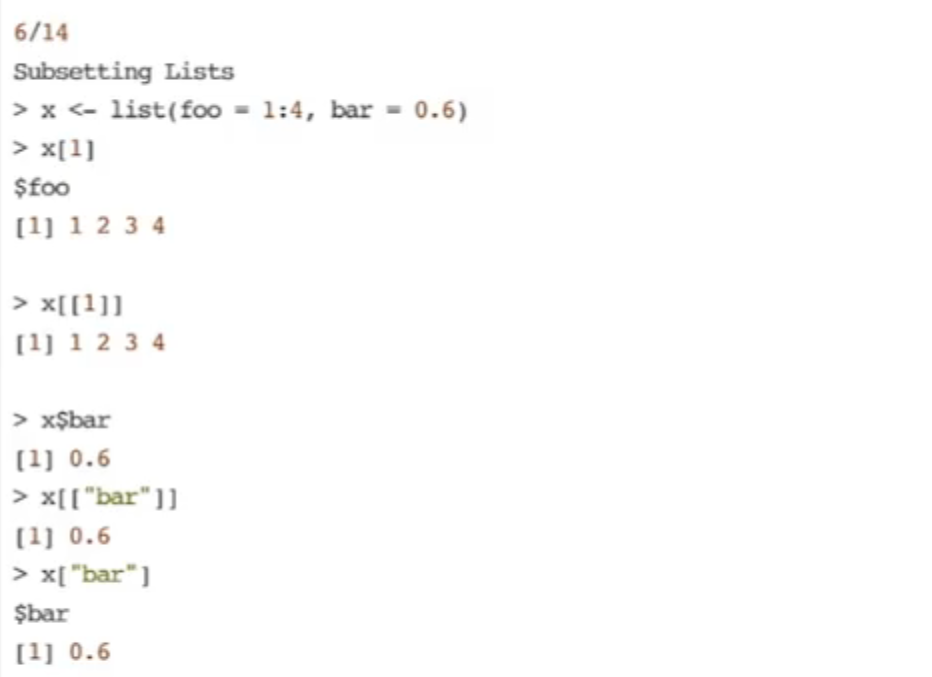 6/14
Subsetting Lists
> x <- list(foo = 1:4, bar = 0.6)
> x[1]
$foo
[1] 1 2 3 4
> x[[1]]
[1] 1 2 3 4
> x$bar
[1] 0.6
> x[["bar"]]
[1] 0.6
> x["bar"]
$bar
[1] 0.6